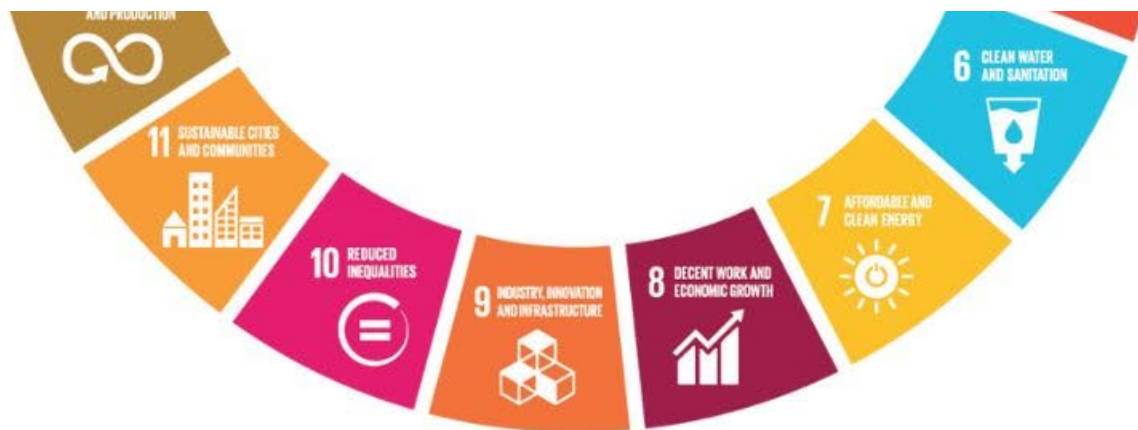 AND PRODUCTION
11 SUSTAINABLE CITIES
AND COMMUNITIES
10 REDUCED
INEQUALITIES
9 INDUSTRY, INNOVATION
AND INFRASTRUCTURE
8 DECENT WORK AND
ECONOMIC GROWTH
7 AFFORDABLE AND
CLEAN ENERGY
6 CLEAN WATER
AND SANITATION